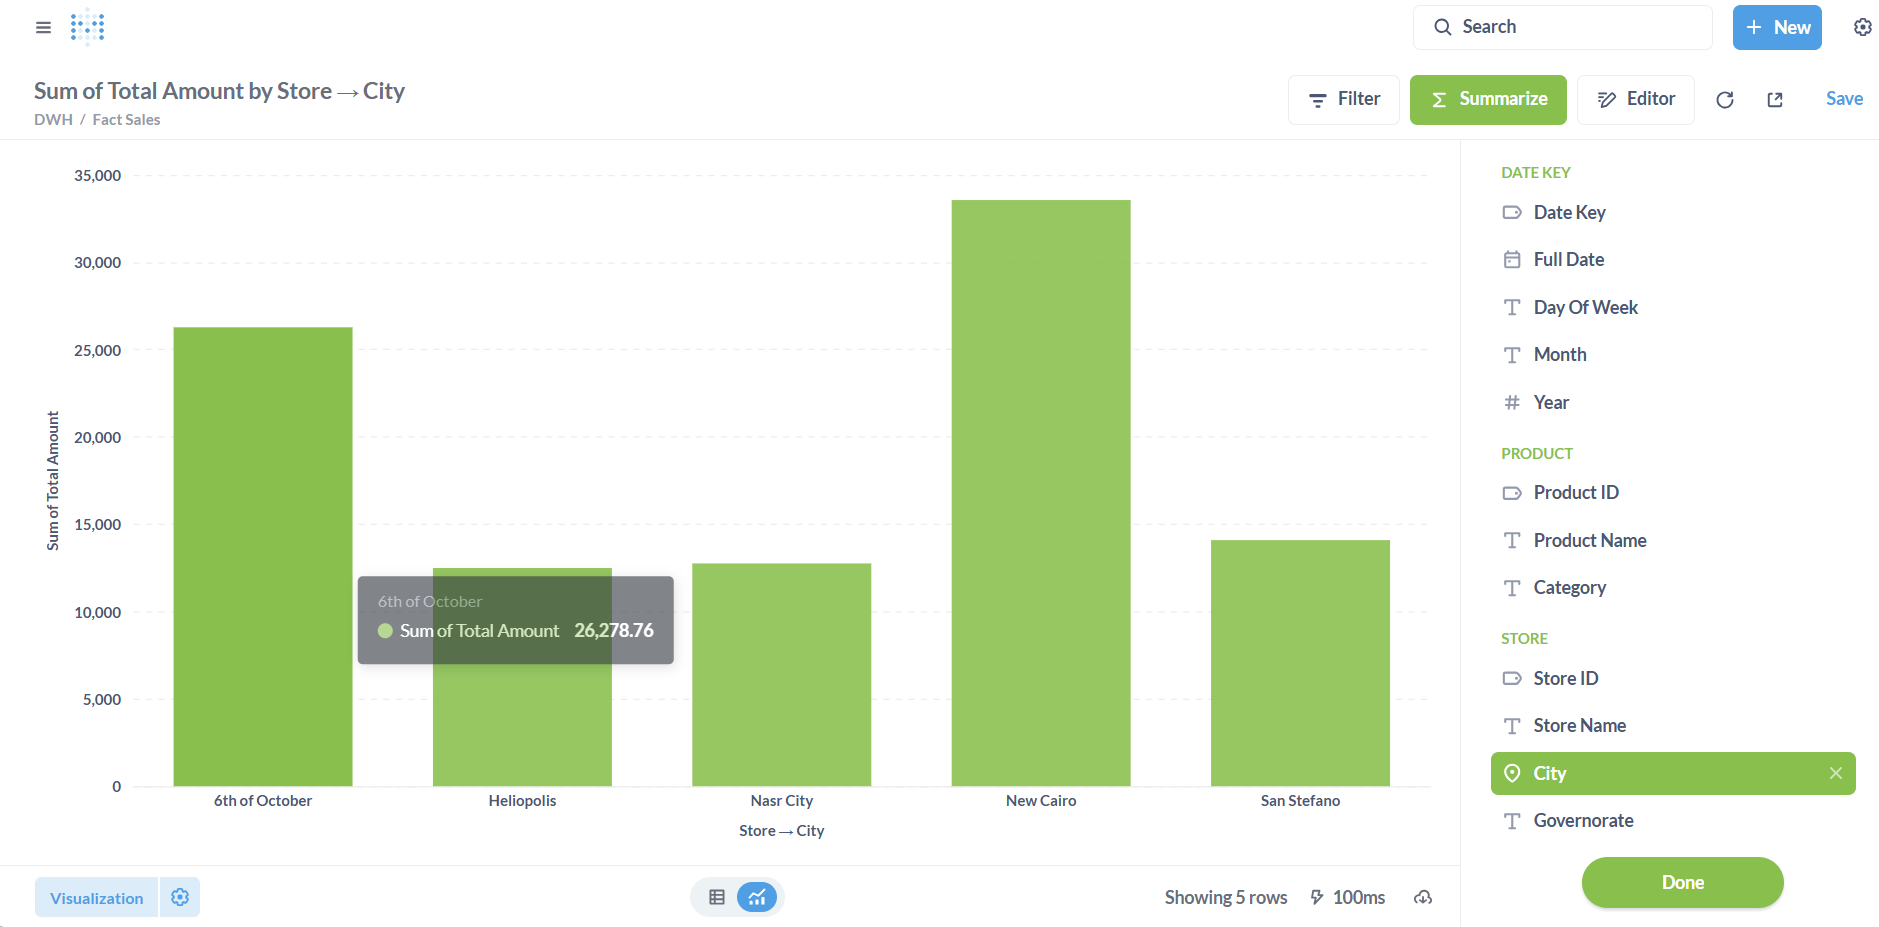 Search
New
Sum of Total Amount by Store → City
DWH / Fact Sales
Filter
Summarize
Editor
Save
35,000
30,000
25,000
20,000
15,000
10,000
5,000
0
Sum of Total Amount
6th of October
Sum of Total Amount 26,278.76
6th of October
Heliopolis
Nasr City
New Cairo
San Stefano
Store → City
DATE KEY
Date Key
Full Date
Day Of Week
Month
Year
PRODUCT
Product ID
Product Name
Category
STORE
Store ID
Store Name
City
Governorate
Done
Visualization
Showing 5 rows
100ms